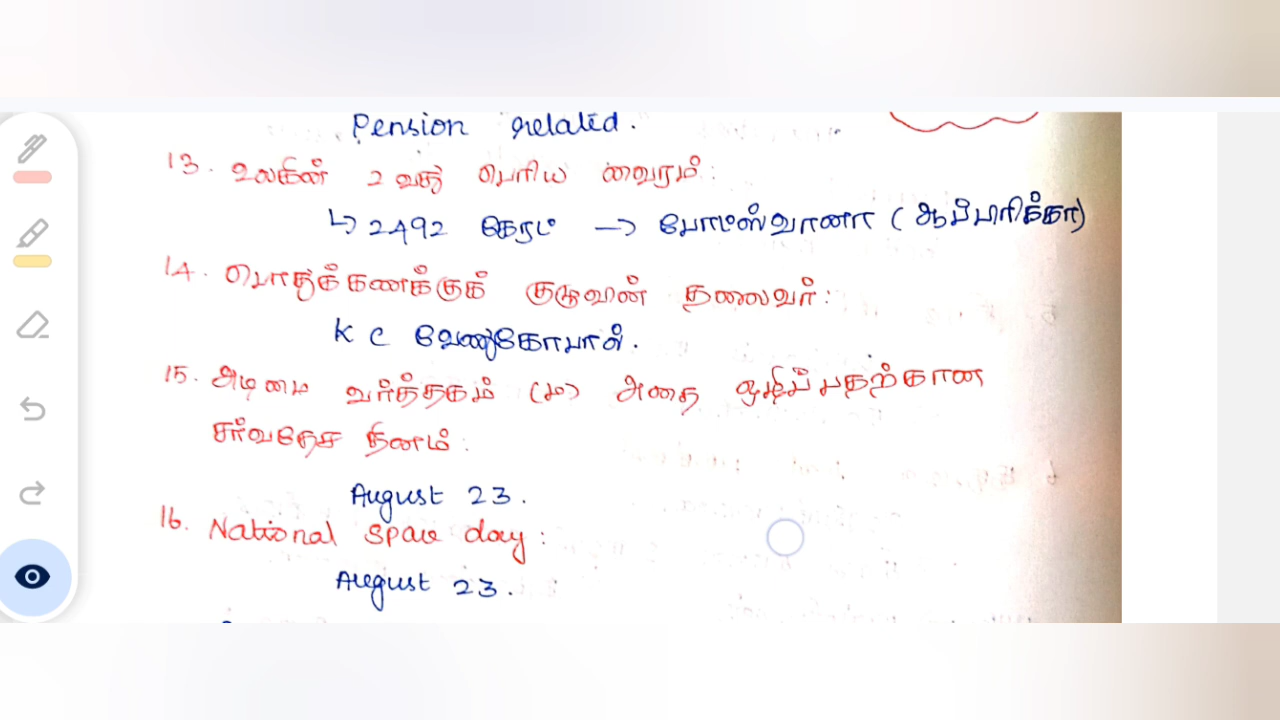 Pension related.
13. உலகின் 2 வது பெரிய வைரம் :
↳ 2492 கேரட் → போட்ஸ்வானா (ஆப்பிரிக்கா)
14. பொதுக்கணக்குக் குழுவின் தலைவர் :
K C வேணுகோபால்.
15. அடிமை வர்த்தகம் (ம) அதை ஒழிப்பதற்கான
சர்வதேச தினம் :
August 23.
16. National space day :
August 23.